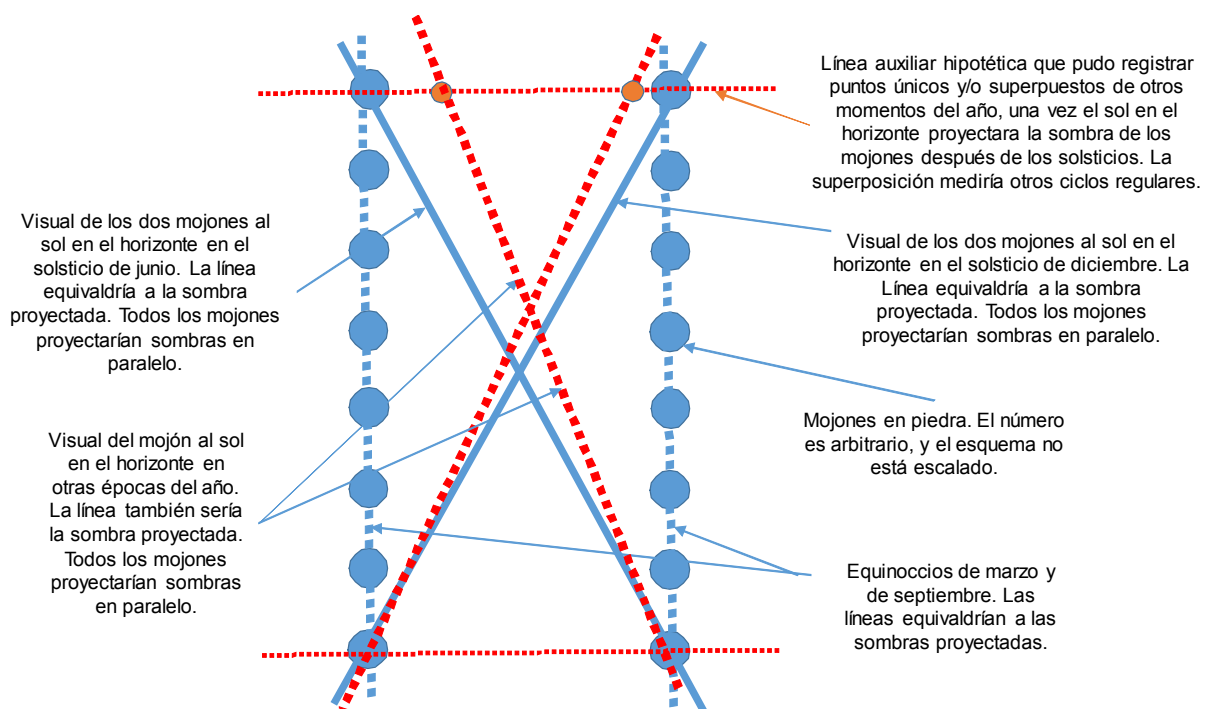 Línea auxiliar hipotética que pudo registrar
puntos únicos y/o superpuestos de otros
momentos del año, una vez el sol en el
horizonte proyectara la sombra de los
mojones después de los solsticios. La
superposición mediría otros ciclos regulares.
Visual de los dos mojones al
sol en el horizonte en el
solsticio de junio. La línea
equivaldría a la sombra
proyectada. Todos los mojones
proyectarían sombras en
paralelo.
Visual de los dos mojones al sol en el
horizonte en el solsticio de diciembre. La
Línea equivaldría a la sombra
proyectada. Todos los mojones
proyectarían sombras en paralelo.
Mojones en piedra. El número
es arbitrario, y el esquema no
está escalado.
Visual del mojón al sol
en el horizonte en
otras épocas del año.
La línea también sería
la sombra proyectada.
Todos los mojones
proyectarían sombras
en paralelo.
Equinoccios de marzo y
de septiembre. Las
líneas equivaldrían a las
sombras proyectadas.